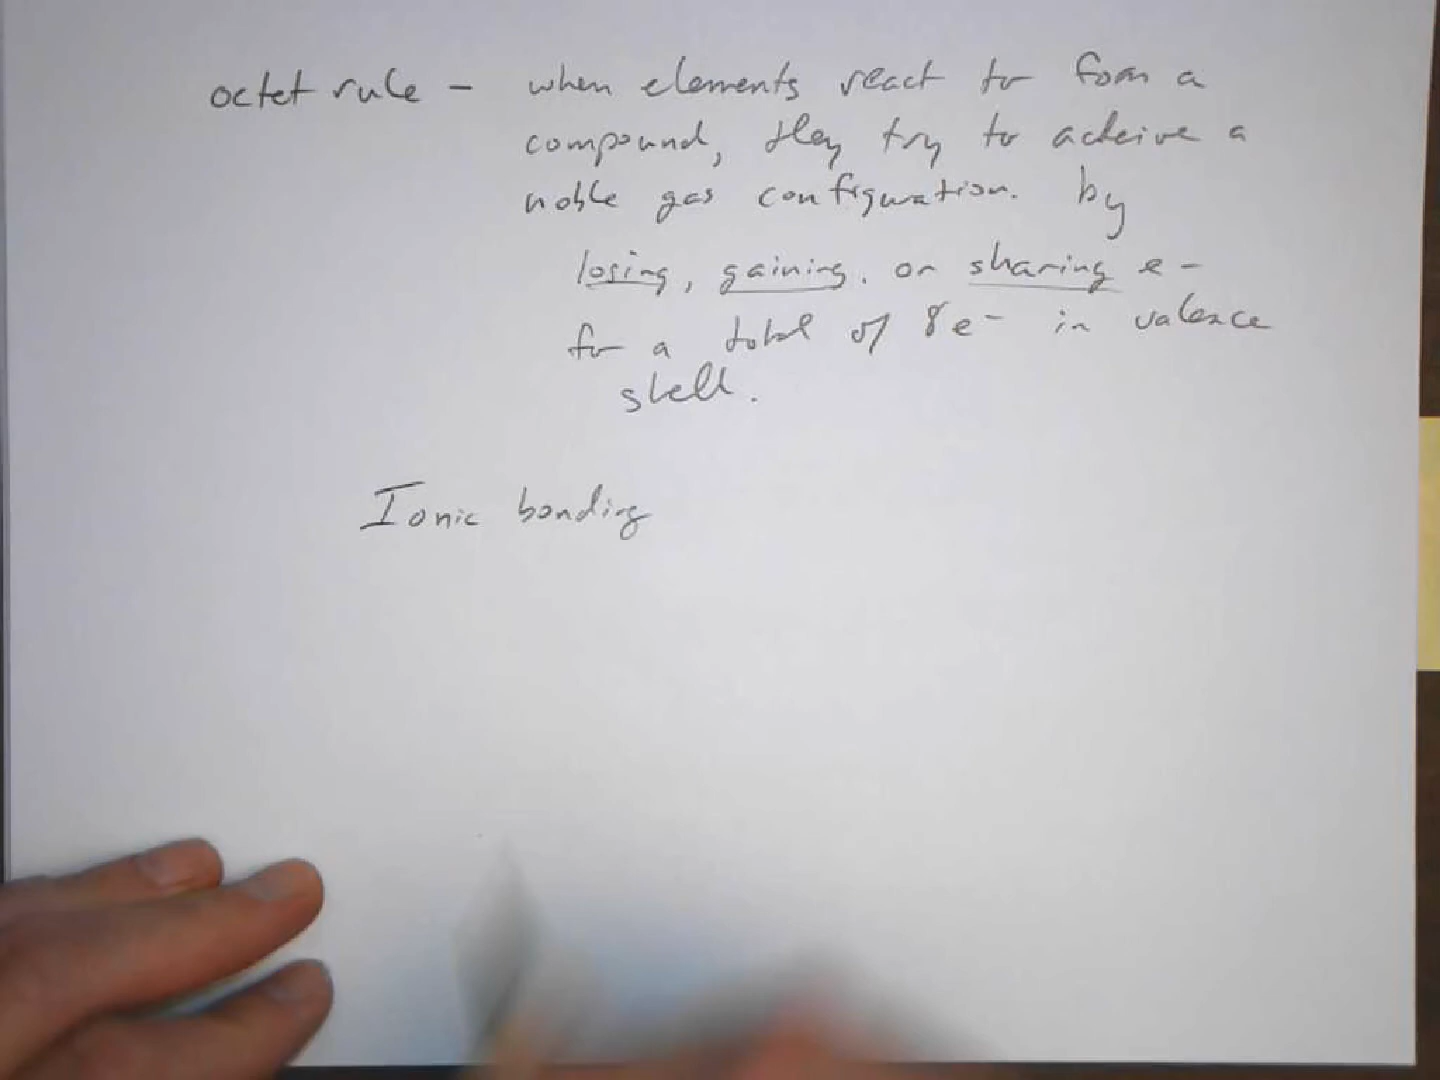 octet rule - when elements react to form a
compound, they try to acheive a
noble gas configuration. by
losing, gaining, or sharing e-
for a total of 8e- in valence
shell.
Ionic bonding